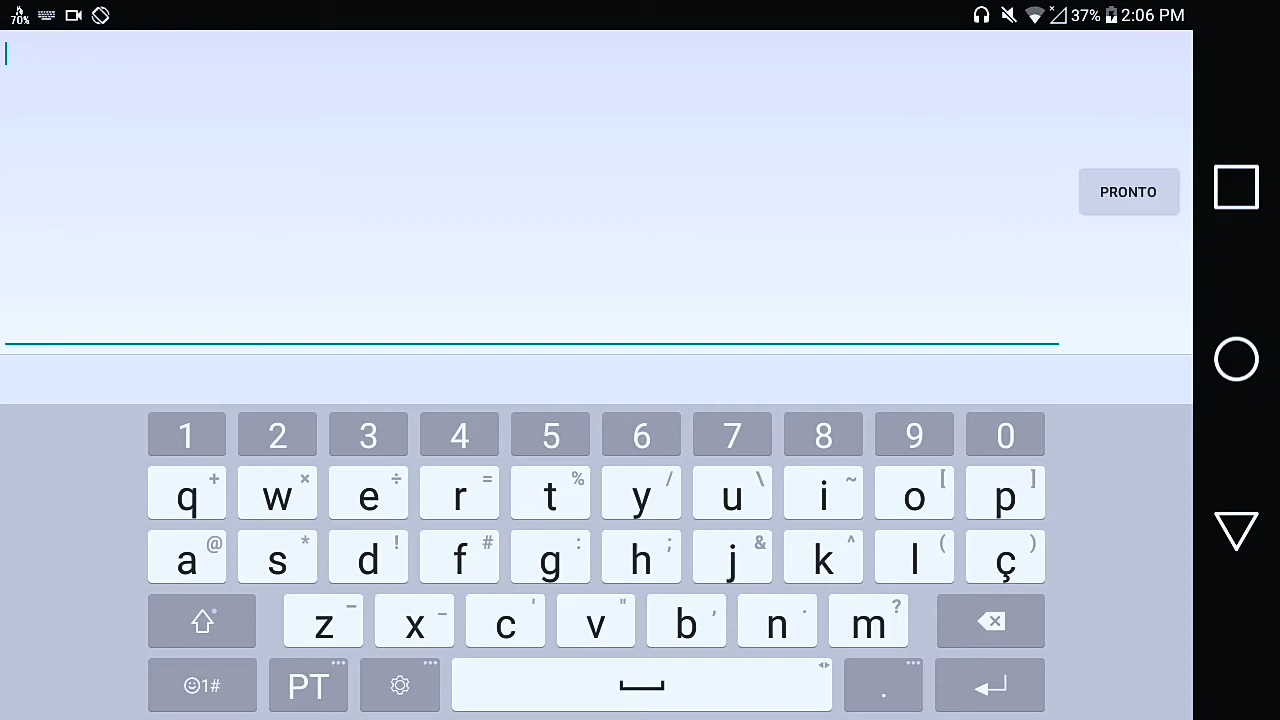 70% 37% 2:06 PM
PRONTO
1 2 3 4 5 6 7 8 9 0
q + w × e ÷ r = t % y / u \ i ~ o [ p ]
a @ s * d ! f # g : h ; j & k ^ l ( ç )
z – x _ c ' v " b , n . m ?
☺1# PT ... ... . ...